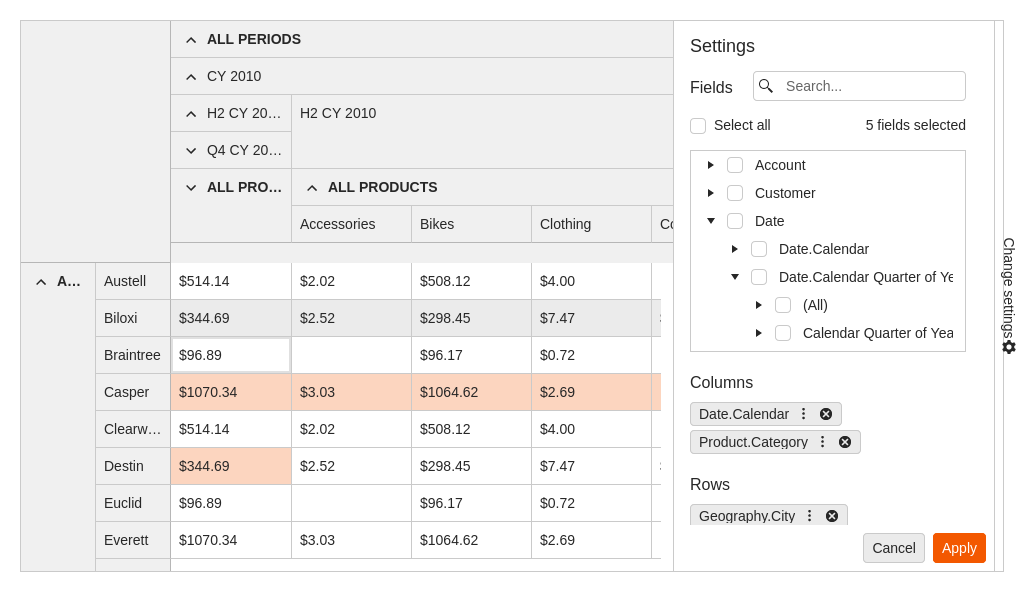 ALL PERIODS
CY 2010
H2 CY 20… H2 CY 2010
Q4 CY 20…
ALL PRO… ALL PRODUCTS
Accessories Bikes Clothing
A… Austell $514.14 $2.02 $508.12 $4.00
Biloxi $344.69 $2.52 $298.45 $7.47
Braintree $96.89 $96.17 $0.72
Casper $1070.34 $3.03 $1064.62 $2.69
Clearw… $514.14 $2.02 $508.12 $4.00
Destin $344.69 $2.52 $298.45 $7.47
Euclid $96.89 $96.17 $0.72
Everett $1070.34 $3.03 $1064.62 $2.69
Settings
Fields Search...
Select all 5 fields selected
Account
Customer
Date
Date.Calendar
Date.Calendar Quarter of Ye
(All)
Calendar Quarter of Yea
Columns
Date.Calendar
Product.Category
Rows
Geography.City
Cancel Apply
Change settings